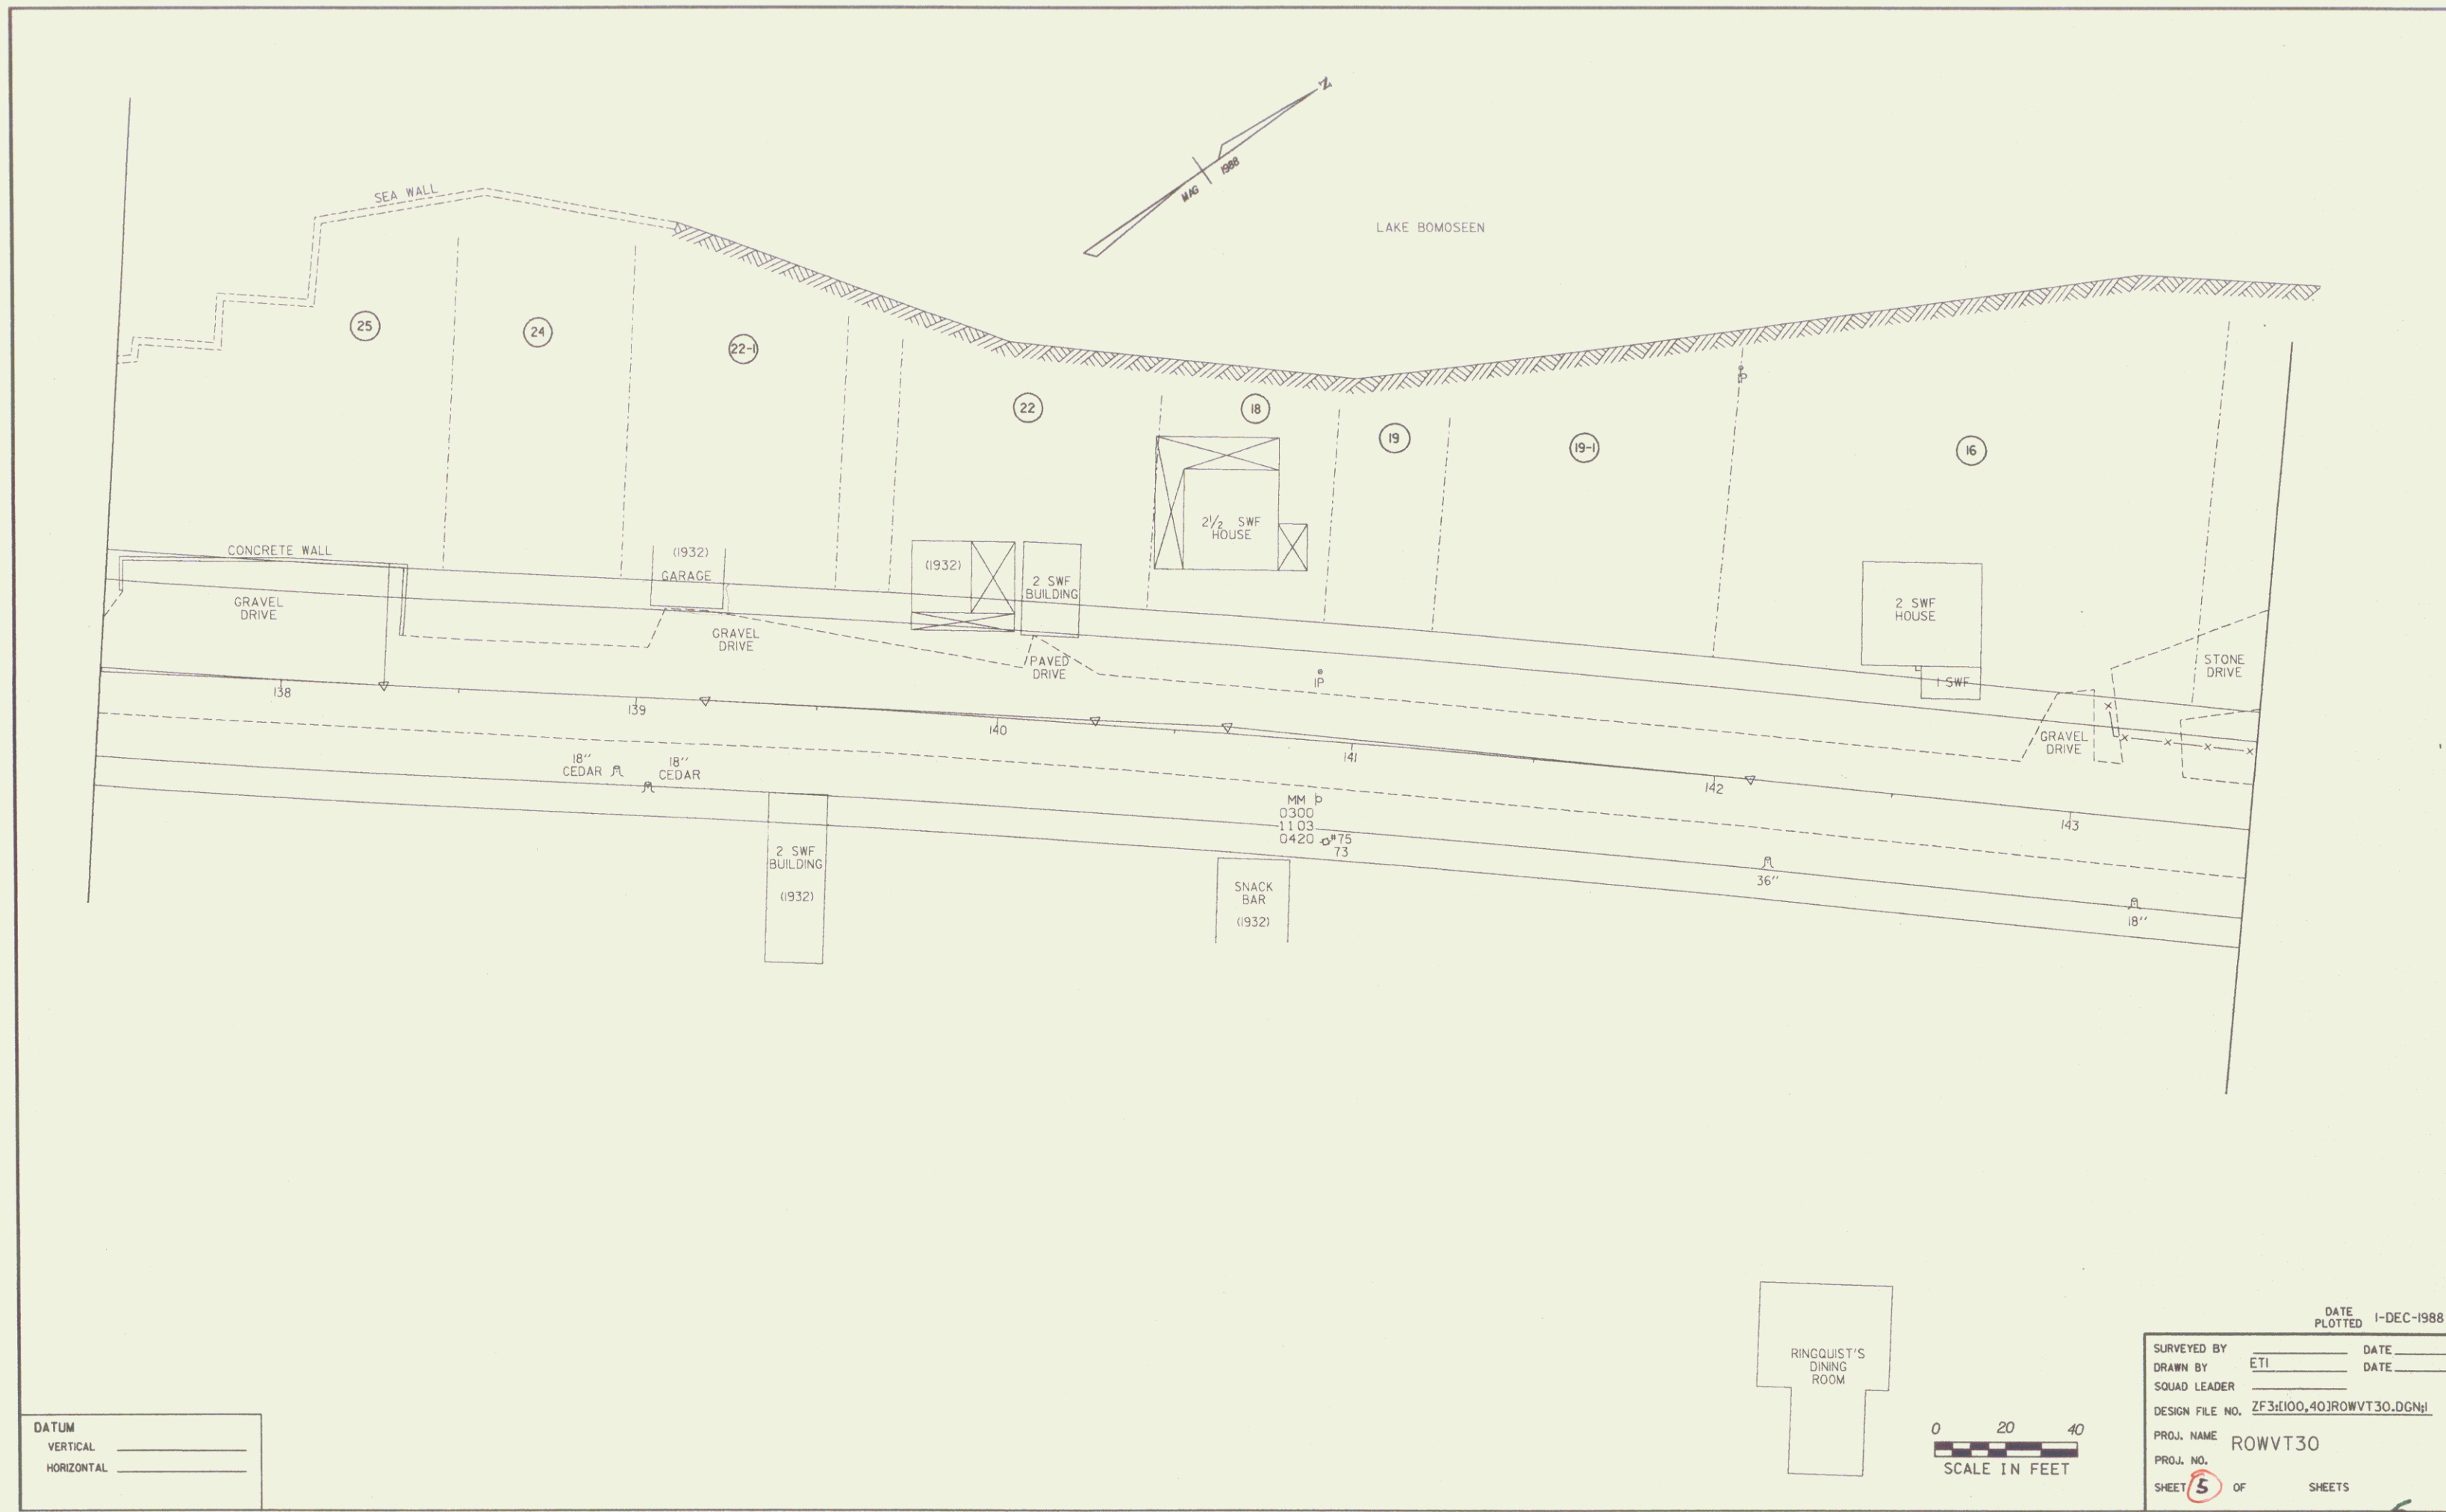 N
MAG 1988
LAKE BOMOSEEN
SEA WALL
25
24
22-1
22
18
19
19-1
16
CONCRETE WALL
GRAVEL
DRIVE
(1932)
GARAGE
GRAVEL
DRIVE
(1932)
2 SWF
BUILDING
PAVED
DRIVE
2 1/2 SWF
HOUSE
IP
IP
2 SWF
HOUSE
1 SWF
GRAVEL
DRIVE
STONE
DRIVE
138
139
140
141
142
143
18"
CEDAR
18"
CEDAR
2 SWF
BUILDING
(1932)
MM
0300
1103
0420
#75
73
SNACK
BAR
(1932)
36"
18"
RINGQUIST'S
DINING
ROOM
0 20 40
SCALE IN FEET
DATE
PLOTTED 1-DEC-1988
SURVEYED BY DATE
DRAWN BY ETI DATE
SQUAD LEADER
DESIGN FILE NO. ZF3:[100,40]ROWVT30.DGN;1
PROJ. NAME ROWVT30
PROJ. NO.
SHEET 5 OF SHEETS
DATUM
VERTICAL
HORIZONTAL